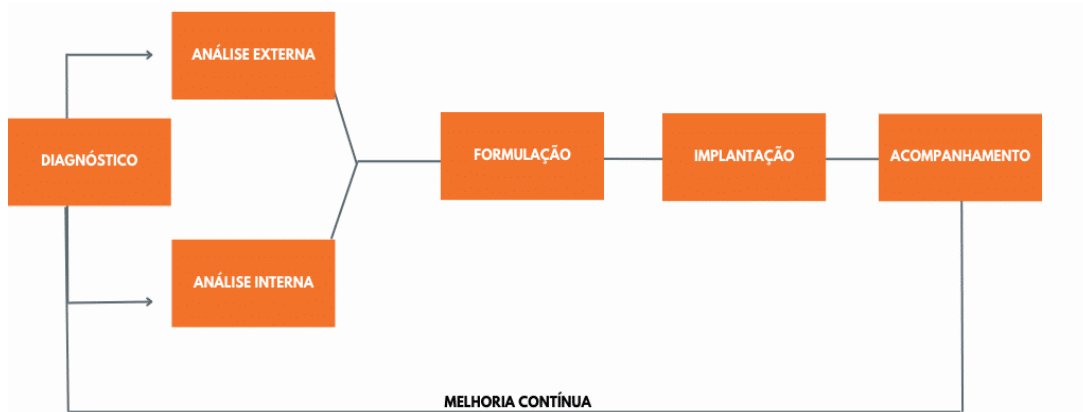 DIAGNÓSTICO
ANÁLISE EXTERNA
ANÁLISE INTERNA
FORMULAÇÃO
IMPLANTAÇÃO
ACOMPANHAMENTO
MELHORIA CONTÍNUA